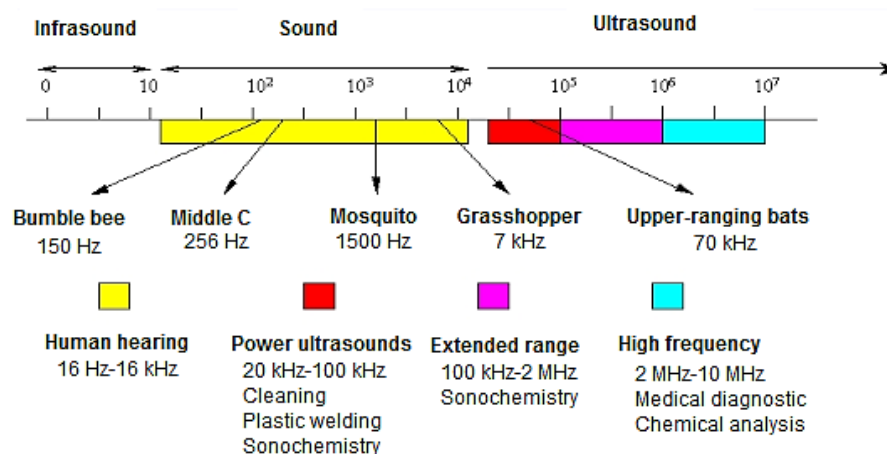 Infrasound Sound Ultrasound
0 10 10² 10³ 10⁴ 10⁵ 10⁶ 10⁷
Bumble bee
150 Hz
Middle C
256 Hz
Mosquito
1500 Hz
Grasshopper
7 kHz
Upper-ranging bats
70 kHz
Human hearing
16 Hz-16 kHz
Power ultrasounds
20 kHz-100 kHz
Cleaning
Plastic welding
Sonochemistry
Extended range
100 kHz-2 MHz
Sonochemistry
High frequency
2 MHz-10 MHz
Medical diagnostic
Chemical analysis